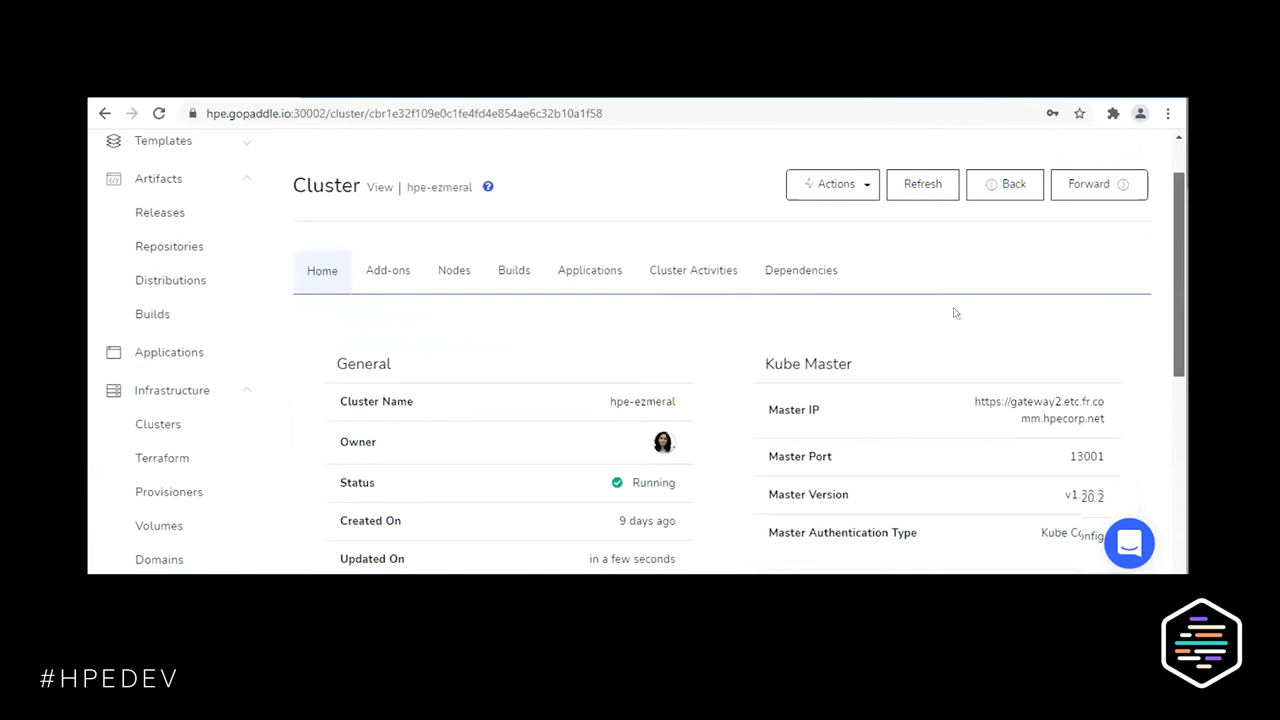 hpe.gopaddle.io:30002/cluster/cbr1e32f109e0c1fe4fd4e854ae6c32b10a1f58
Templates
Artifacts
Releases
Repositories
Distributions
Builds
Applications
Infrastructure
Clusters
Terraform
Provisioners
Volumes
Domains
Cluster View | hpe-ezmeral ?
Actions Refresh Back Forward
Home Add-ons Nodes Builds Applications Cluster Activities Dependencies
General
Cluster Name hpe-ezmeral
Owner
Status Running
Created On 9 days ago
Updated On in a few seconds
Kube Master
Master IP https://gateway2.etc.fr.co
mm.hpecorp.net
Master Port 13001
Master Version
Master Authentication Type Kube
#HPEDEV